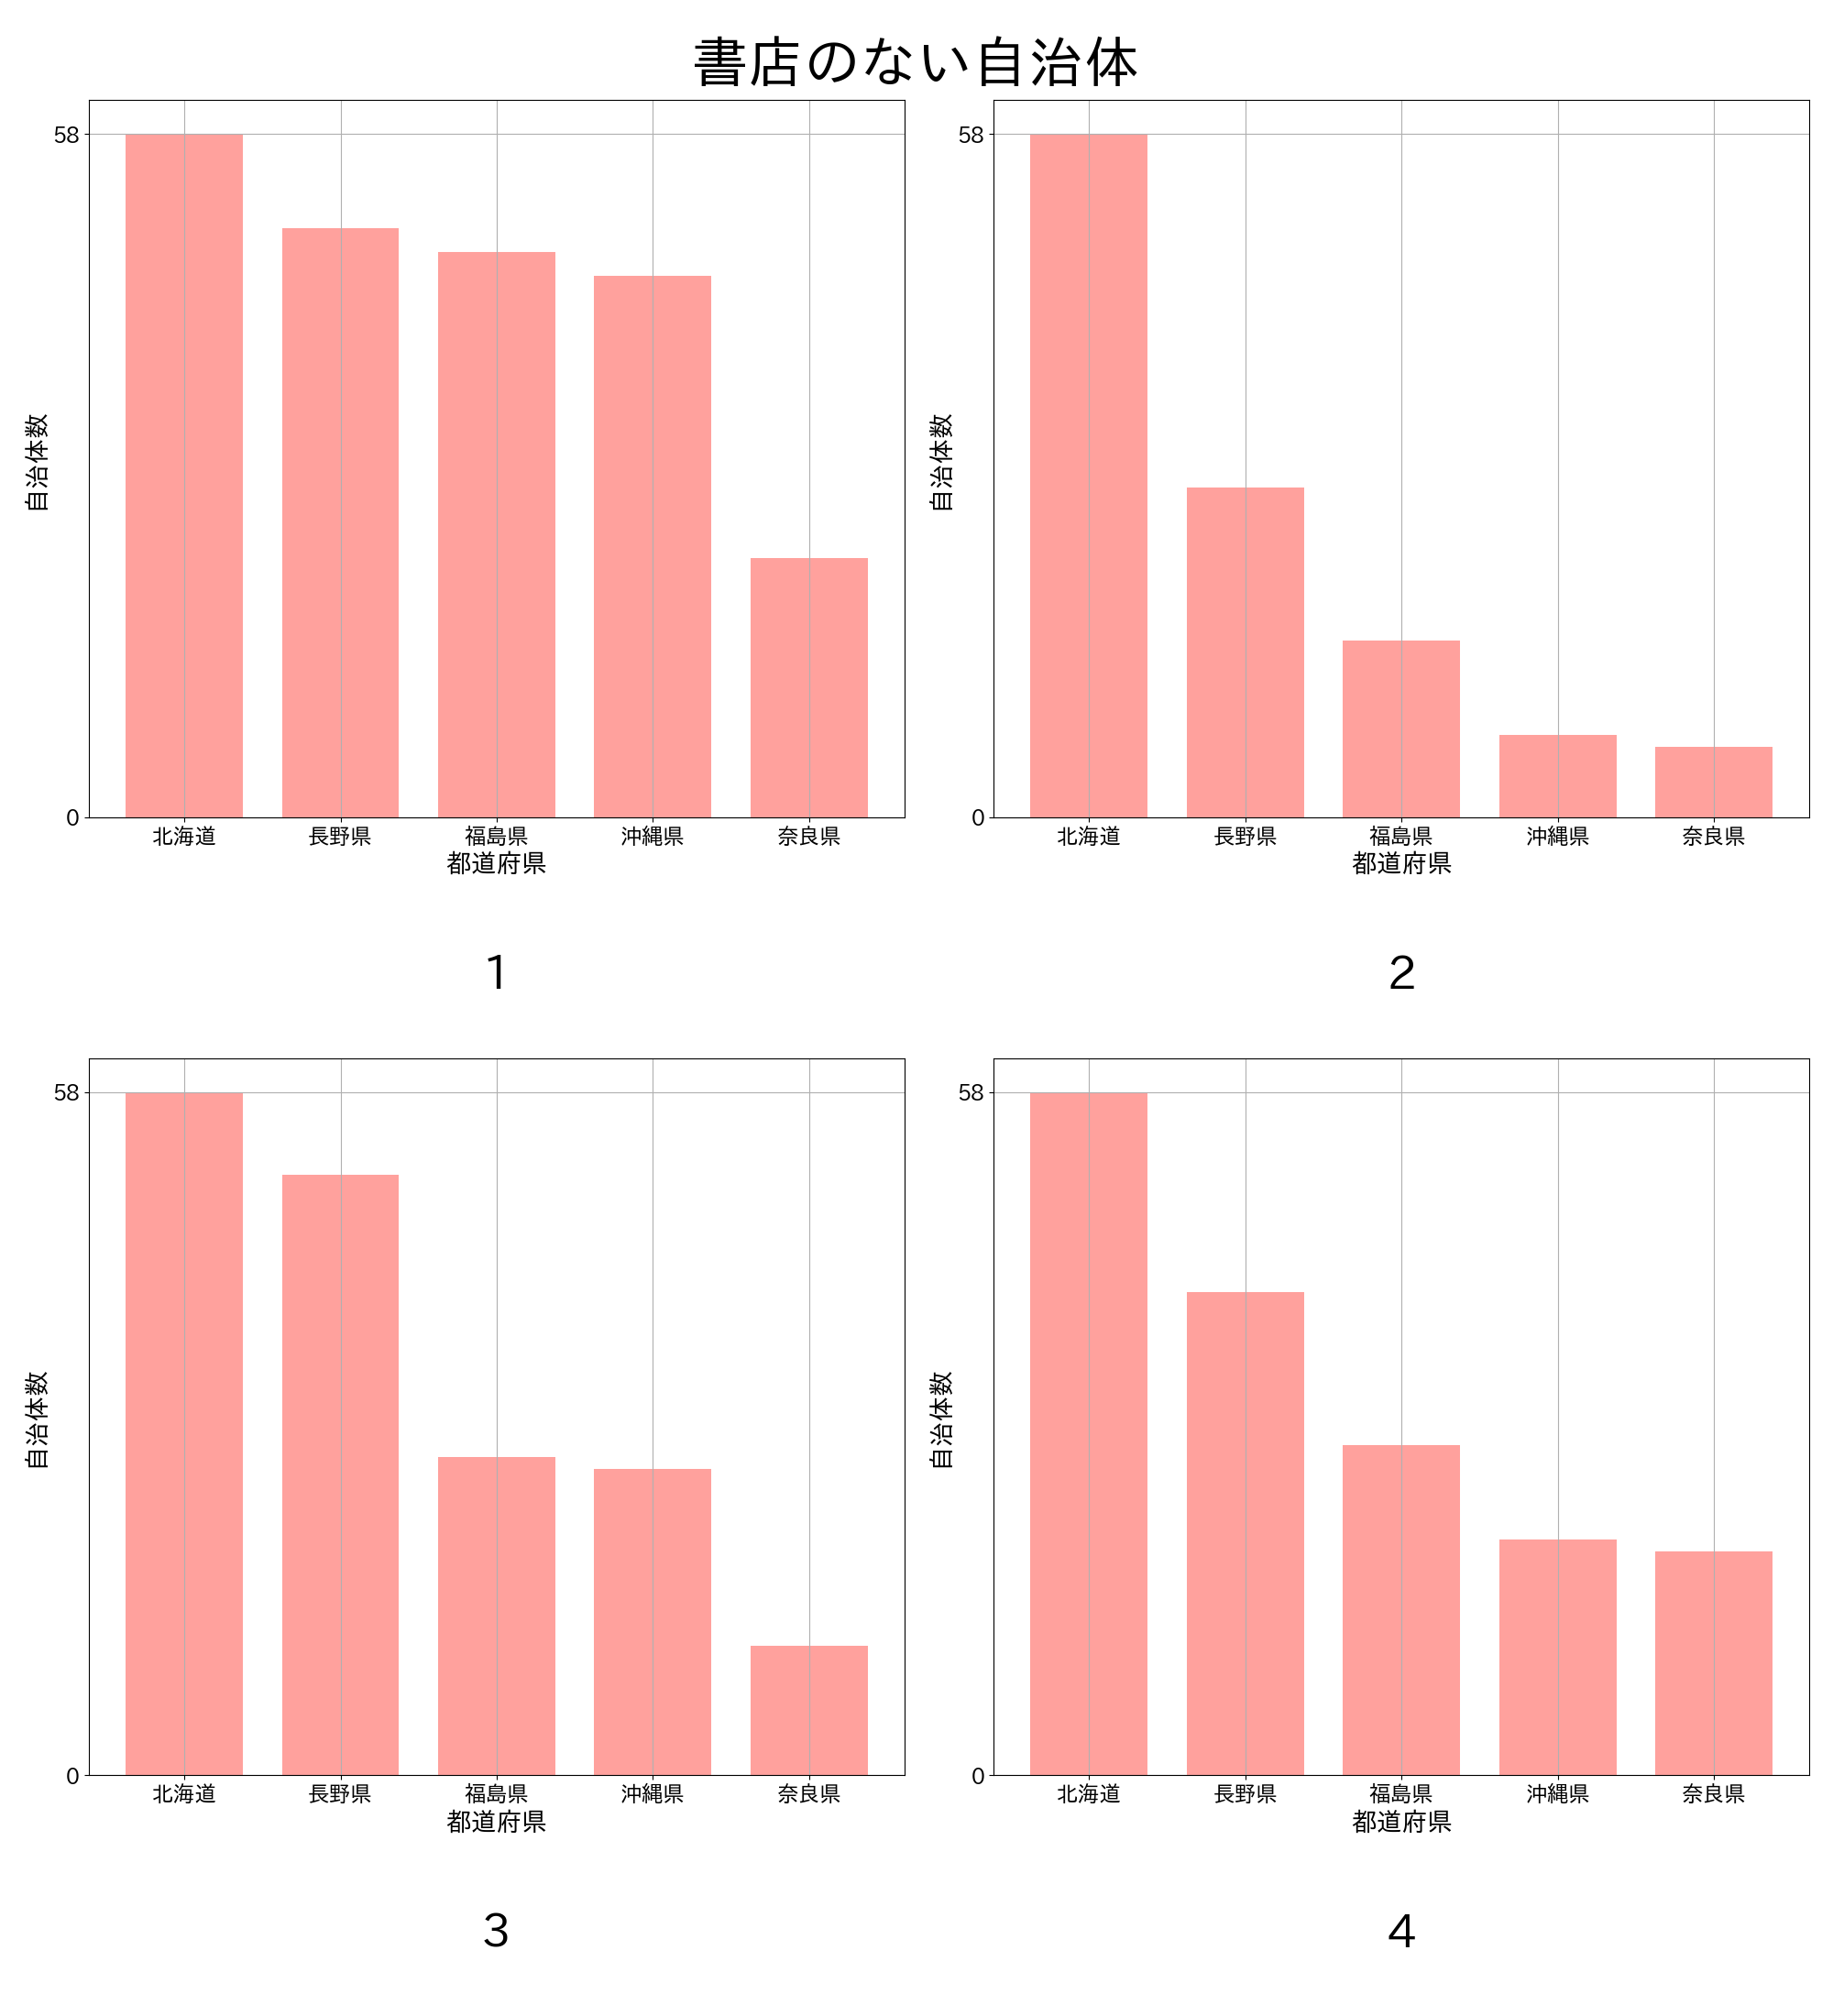 書店のない自治体
58
0
自治体数
北海道 長野県 福島県 沖縄県 奈良県
都道府県
1
58
0
自治体数
北海道 長野県 福島県 沖縄県 奈良県
都道府県
2
58
0
自治体数
北海道 長野県 福島県 沖縄県 奈良県
都道府県
3
58
0
自治体数
北海道 長野県 福島県 沖縄県 奈良県
都道府県
4